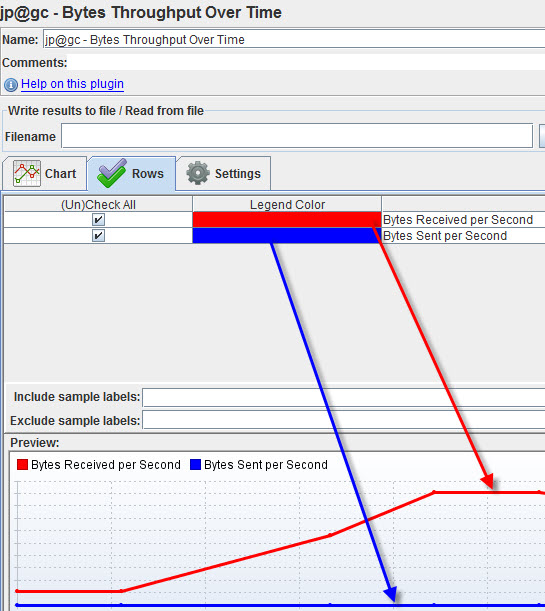 jp@gc - Bytes Throughput Over Time
Name: jp@gc - Bytes Throughput Over Time
Comments:
Help on this plugin
Write results to file / Read from file
Filename
Chart Rows Settings
(Un)Check All Legend Color
Bytes Received per Second
Bytes Sent per Second
Include sample labels:
Exclude sample labels:
Preview:
Bytes Received per Second Bytes Sent per Second